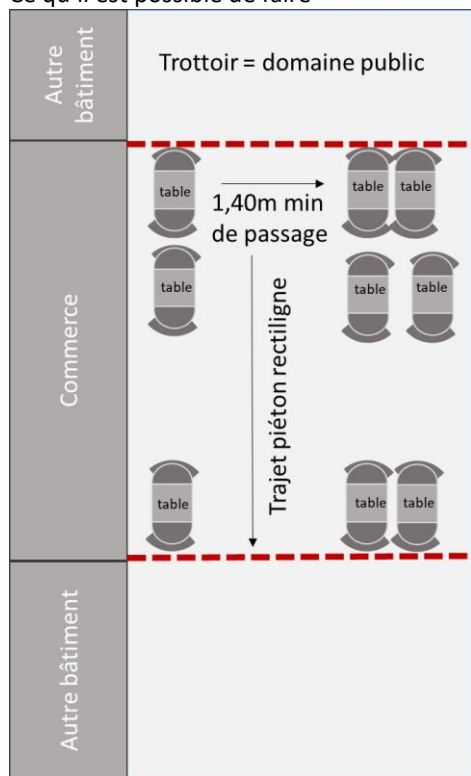 Ce qu'il est possible de faire
Autre
bâtiment
Trottoir = domaine public
table
table
table
1,40m min
de passage
table
table
table
Commerce
Trajet piéton rectiligne
table
table
table
Autre bâtiment